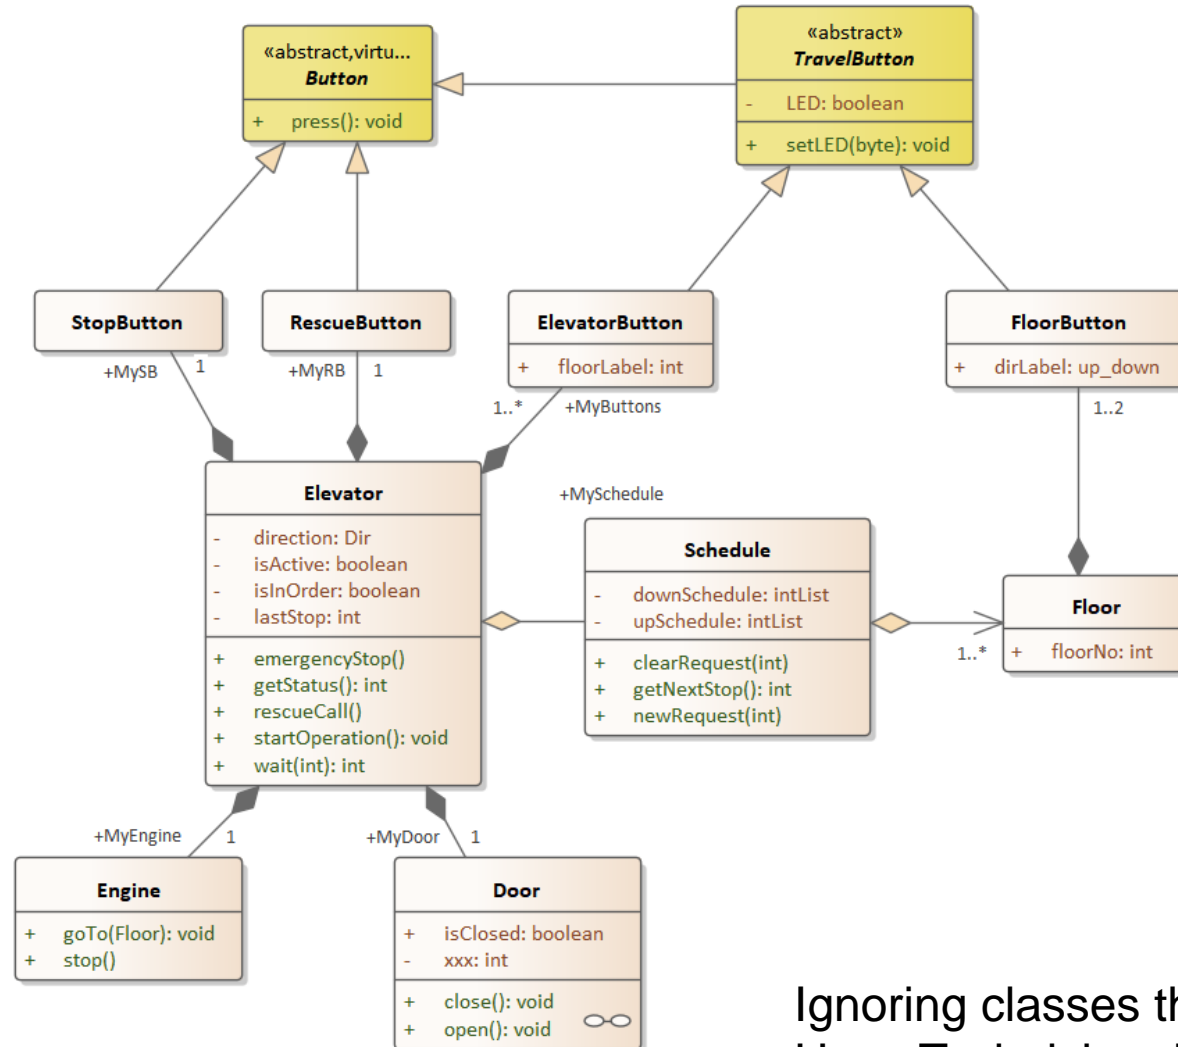 «abstract,virtu...
Button
+ press(): void
«abstract»
TravelButton
- LED: boolean
+ setLED(byte): void
StopButton
RescueButton
ElevatorButton
+ floorLabel: int
FloorButton
+ dirLabel: up_down
+MySB 1
+MyRB 1
1..* +MyButtons
1..2
Elevator
- direction: Dir
- isActive: boolean
- isInOrder: boolean
- lastStop: int
+ emergencyStop()
+ getStatus(): int
+ rescueCall()
+ startOperation(): void
+ wait(int): int
+MySchedule
Schedule
- downSchedule: intList
- upSchedule: intList
+ clearRequest(int)
+ getNextStop(): int
+ newRequest(int)
1..*
Floor
+ floorNo: int
+MyEngine 1
+MyDoor 1
Engine
+ goTo(Floor): void
+ stop()
Door
+ isClosed: boolean
- xxx: int
+ close(): void
+ open(): void
Ignoring classes